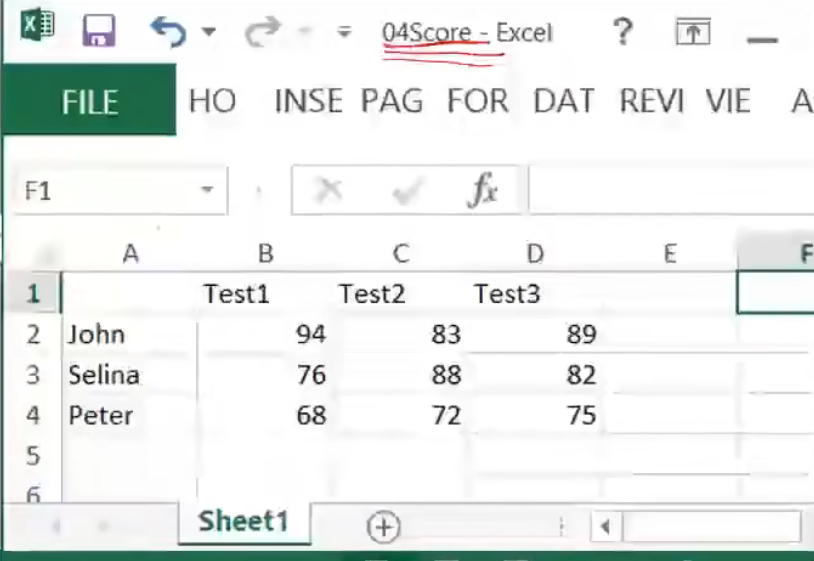 04Score - Excel ?
FILE HO INSE PAG FOR DAT REVI VIE A
F1 fx
A B C D E F
1 Test1 Test2 Test3
2 John 94 83 89
3 Selina 76 88 82
4 Peter 68 72 75
5
6
Sheet1